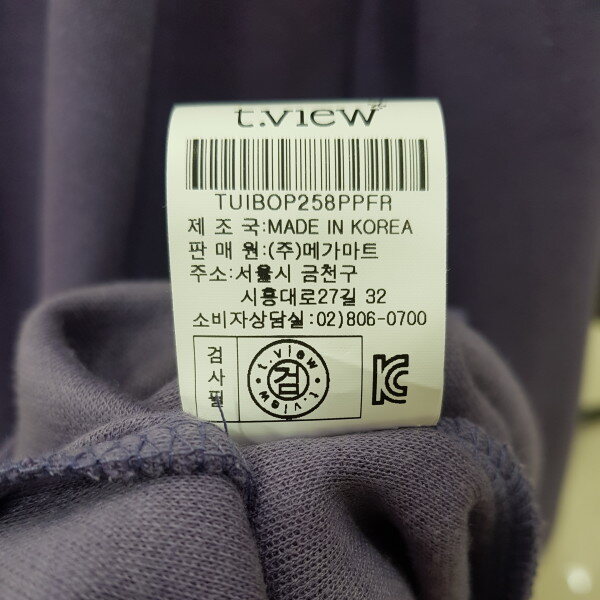 t.view
TUIBOP258PPFR
제 조 국:MADE IN KOREA
판 매 원:(주)메가마트
주소:서울시 금천구
시흥대로27길 32
소비자상담실:02)806-0700
검사필
t.view
검
t.view
KC